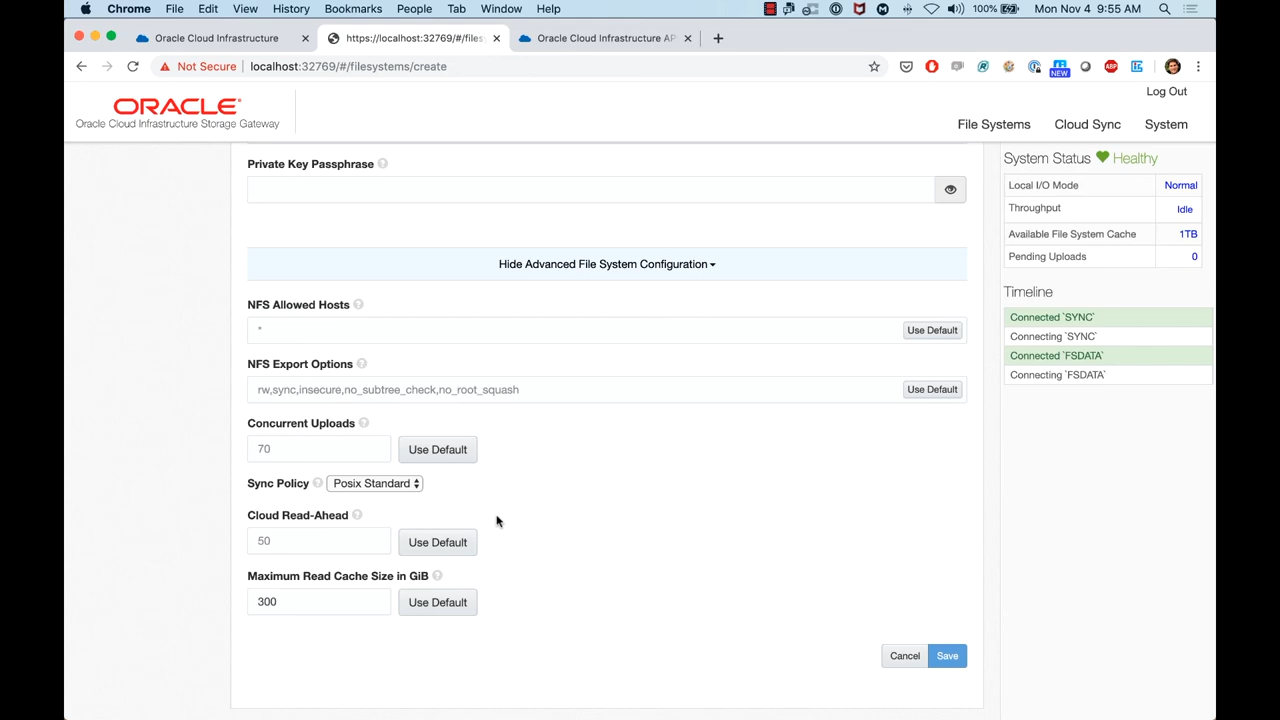 Chrome File Edit View History Bookmarks People Tab Window Help 100% Mon Nov 4 9:55 AM
Oracle Cloud Infrastructure × https://localhost:32769/#/files × Oracle Cloud Infrastructure AP × +
Not Secure localhost:32769/#/filesystems/create NEW ABP
Log Out
ORACLE®
Oracle Cloud Infrastructure Storage Gateway
File Systems Cloud Sync System
Private Key Passphrase ?
Hide Advanced File System Configuration
NFS Allowed Hosts ?
* Use Default
NFS Export Options ?
rw,sync,insecure,no_subtree_check,no_root_squash Use Default
Concurrent Uploads ?
70 Use Default
Sync Policy ? Posix Standard
Cloud Read-Ahead ?
50 Use Default
Maximum Read Cache Size in GiB ?
300 Use Default
Cancel Save
System Status Healthy
Local I/O Mode Normal
Throughput Idle
Available File System Cache 1TB
Pending Uploads 0
Timeline
Connected `SYNC`
Connecting `SYNC`
Connected `FSDATA`
Connecting `FSDATA`